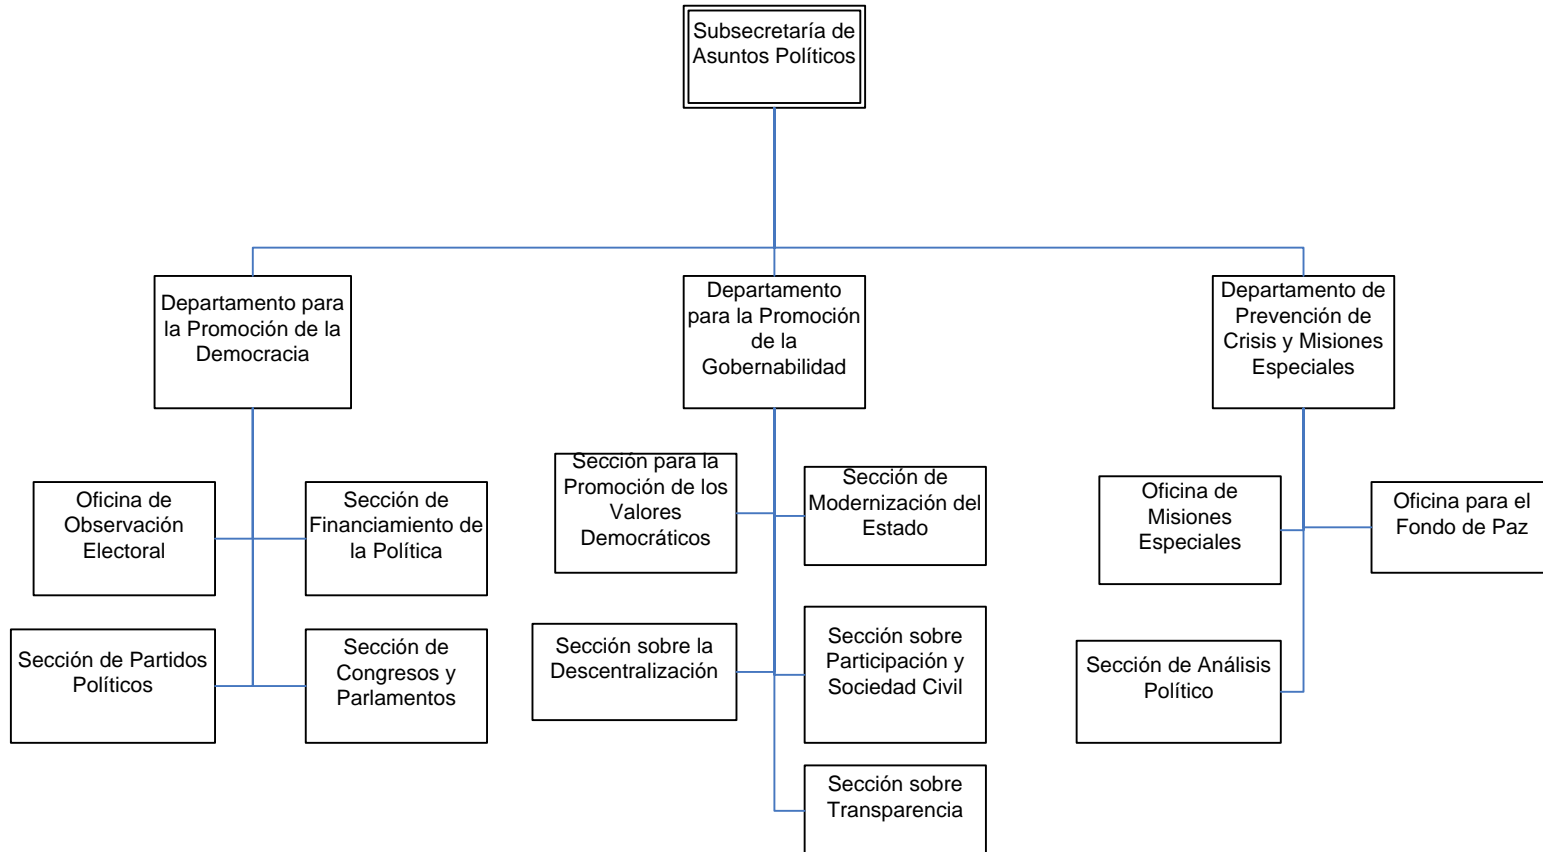 Subsecretaría de
Asuntos Políticos
Departamento para
la Promoción de la
Democracia
Departamento
para la Promoción
de la
Gobernabilidad
Departamento de
Prevención de
Crisis y Misiones
Especiales
Oficina de
Observación
Electoral
Sección de
Financiamiento de
la Política
Sección de Partidos
Políticos
Sección de
Congresos y
Parlamentos
Sección para la
Promoción de los
Valores
Democráticos
Sección de
Modernización del
Estado
Sección sobre la
Descentralización
Sección sobre
Participación y
Sociedad Civil
Sección sobre
Transparencia
Oficina de
Misiones
Especiales
Oficina para el
Fondo de Paz
Sección de Análisis
Político